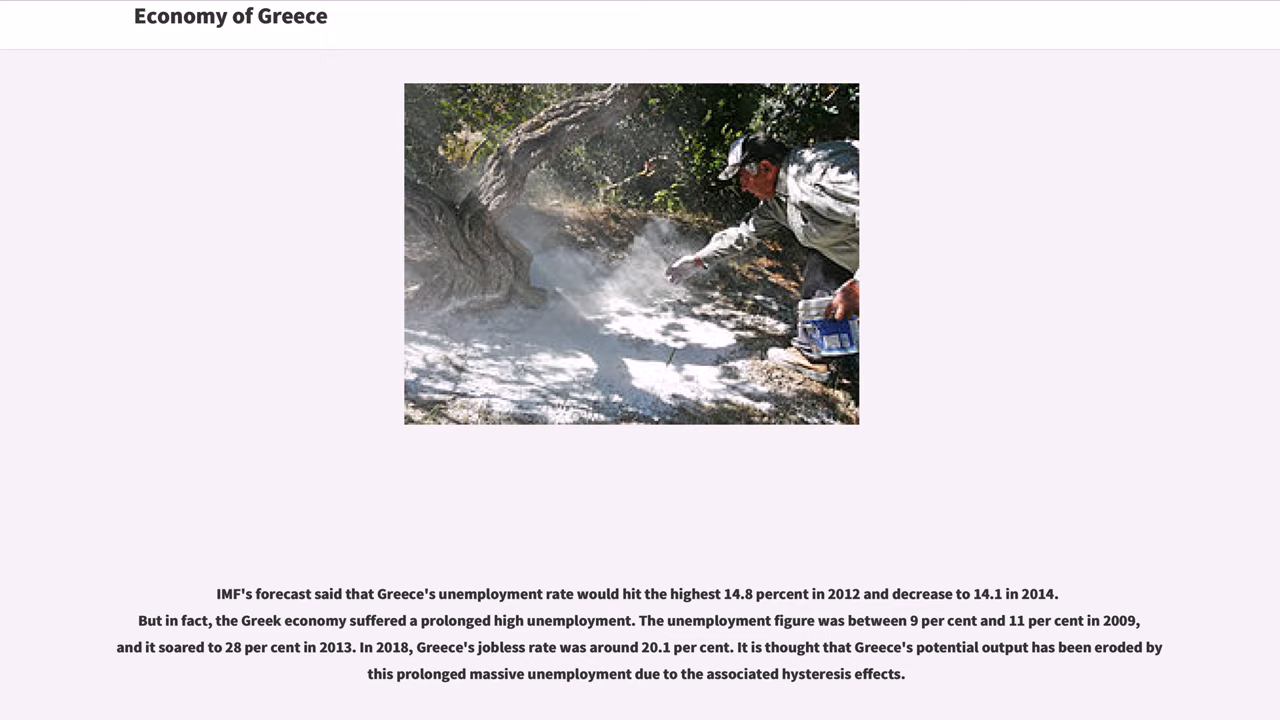 Economy of Greece
IMF's forecast said that Greece's unemployment rate would hit the highest 14.8 percent in 2012 and decrease to 14.1 in 2014.
But in fact, the Greek economy suffered a prolonged high unemployment. The unemployment figure was between 9 per cent and 11 per cent in 2009,
and it soared to 28 per cent in 2013. In 2018, Greece's jobless rate was around 20.1 per cent. It is thought that Greece's potential output has been eroded by
this prolonged massive unemployment due to the associated hysteresis effects.